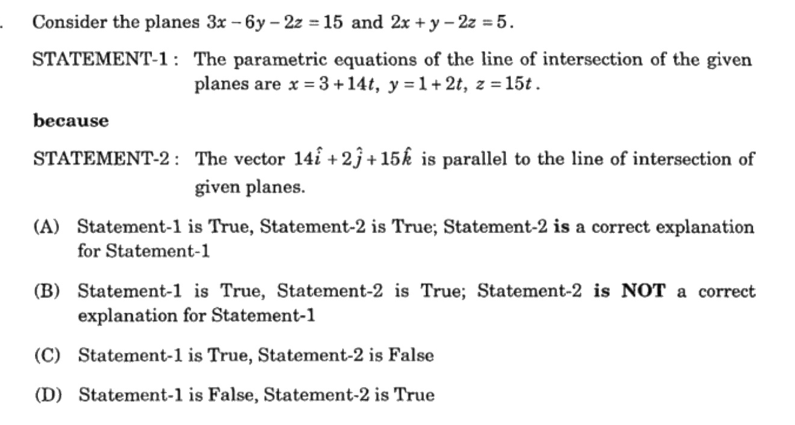 Consider the planes 3x – 6y – 2z = 15 and 2x + y – 2z = 5.
STATEMENT-1 : The parametric equations of the line of intersection of the given
planes are x = 3 + 14t, y = 1 + 2t, z = 15t.
because
STATEMENT-2 : The vector 14î + 2ĵ + 15k̂ is parallel to the line of intersection of
given planes.
(A) Statement-1 is True, Statement-2 is True; Statement-2 is a correct explanation
for Statement-1
(B) Statement-1 is True, Statement-2 is True; Statement-2 is NOT a correct
explanation for Statement-1
(C) Statement-1 is True, Statement-2 is False
(D) Statement-1 is False, Statement-2 is True